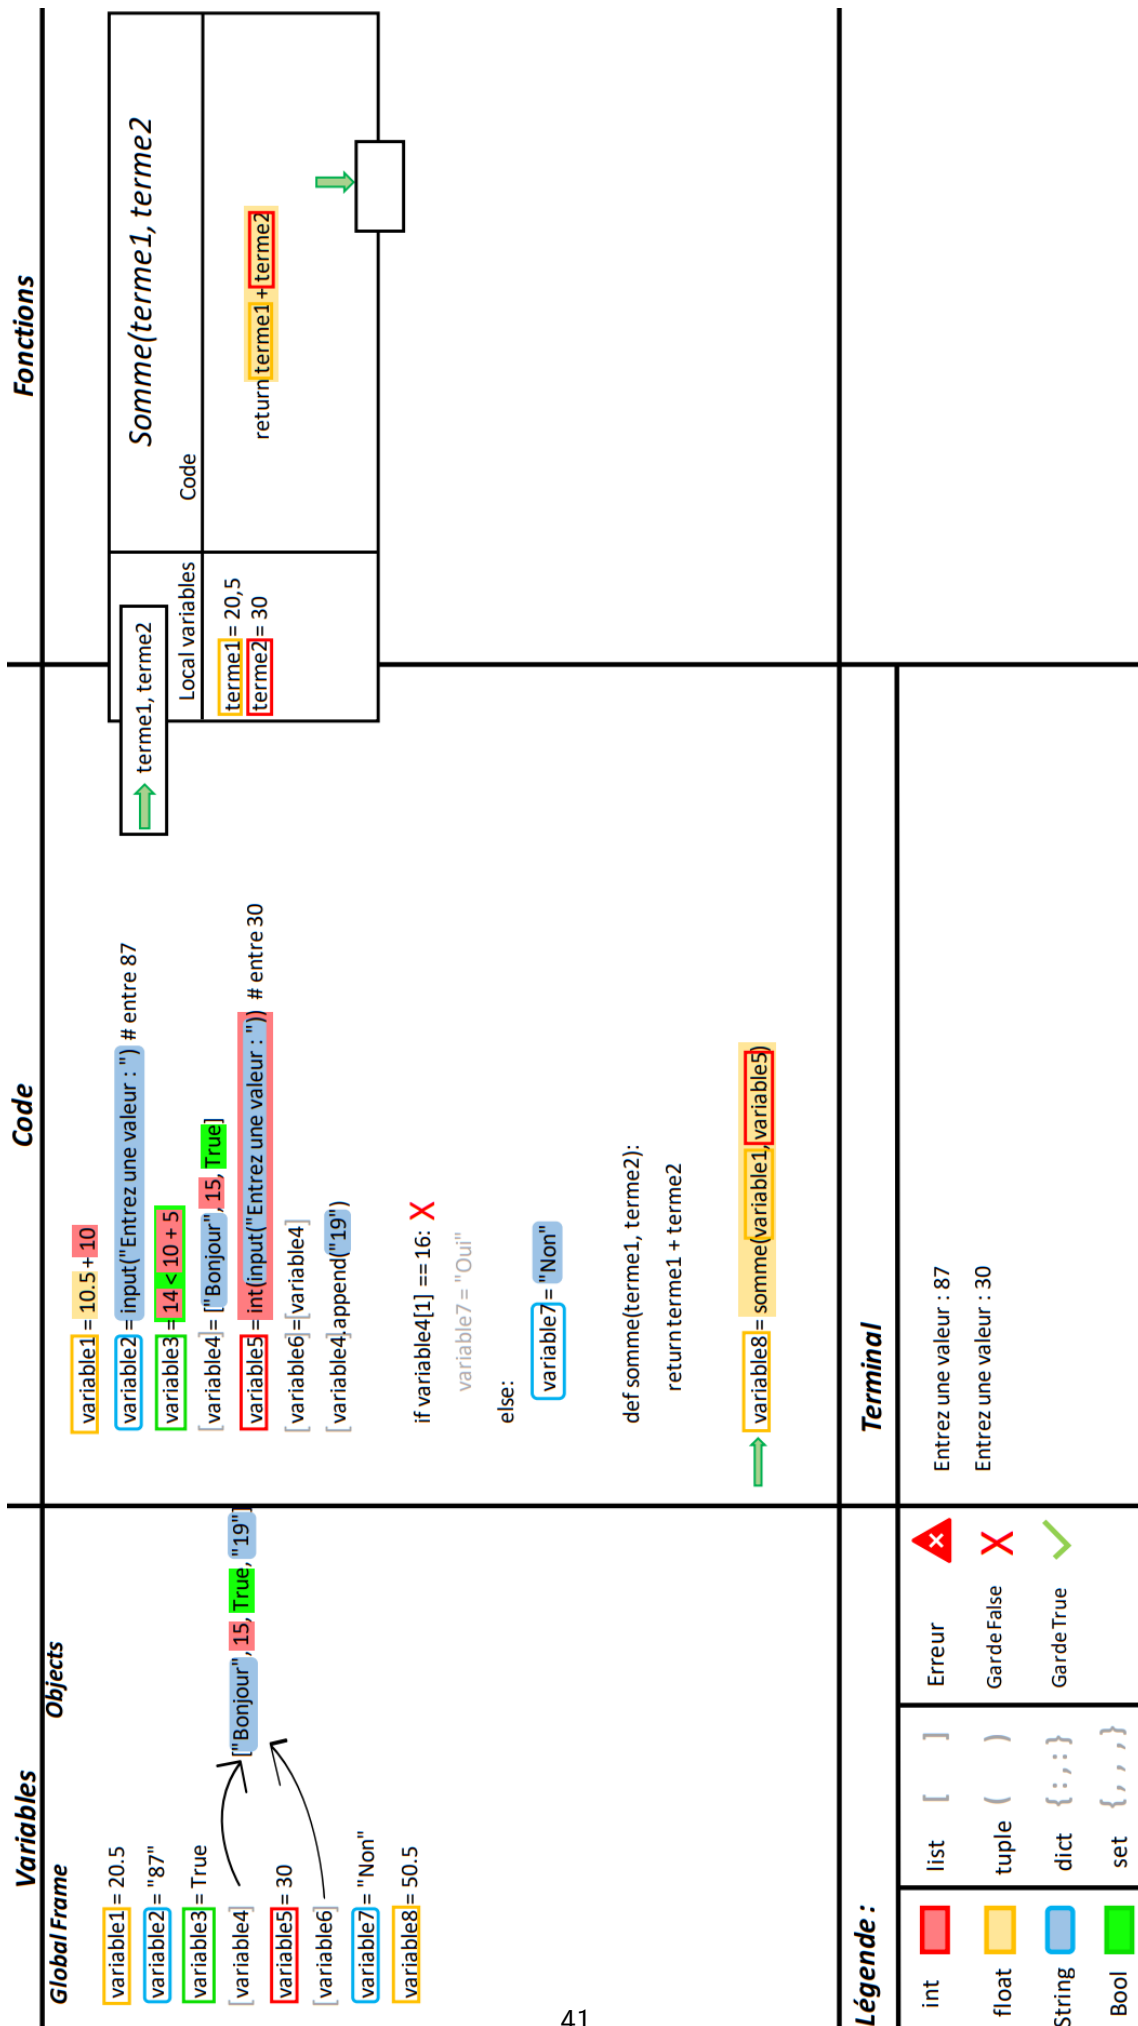 Variables
Global Frame
Objects
variable1 = 20.5
variable2 = "87"
variable3 = True
[variable4]
["Bonjour", 15, True, "19"]
variable5 = 30
[variable6]
variable7 = "Non"
variable8 = 50.5
Code
variable1 = 10.5 + 10
variable2 = input("Entrez une valeur : ") # entre 87
variable3 = 14 < 10 + 5
[variable4] = ["Bonjour", 15, True]
variable5 = int(input("Entrez une valeur : ")) # entre 30
[variable6] =[variable4]
[variable4].append("19")
if variable4[1] == 16: X
variable7 = "Oui"
else:
variable7 = "Non"
def somme(terme1, terme2):
return terme1 + terme2
variable8 = somme(variable1, variable5)
Fonctions
Somme(terme1, terme2
terme1, terme2
Local variables
Code
terme1 = 20,5
terme2 = 30
return terme1 + terme2
Légende :
int
float
String
Bool
list [ ]
tuple ( )
dict {:,:}
set {,,,}
Erreur
Garde False X
Garde True
Terminal
Entrez une valeur : 87
Entrez une valeur : 30
41